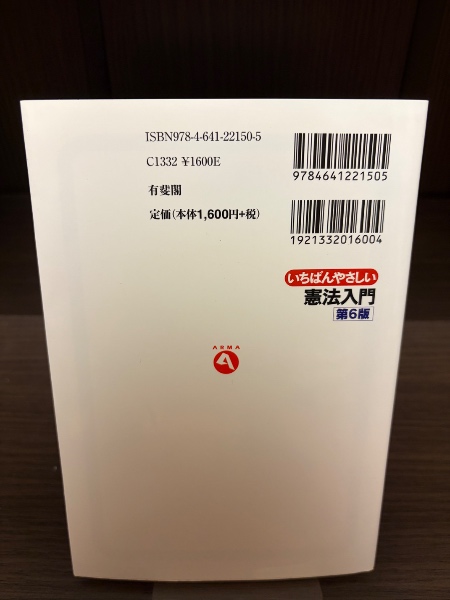 ISBN978-4-641-22150-5
C1332 ¥1600E
有斐閣
定価(本体1,600円+税)
9784641221505
1921332016004
いちばんやさしい
憲法入門
第6版
ARMA
A